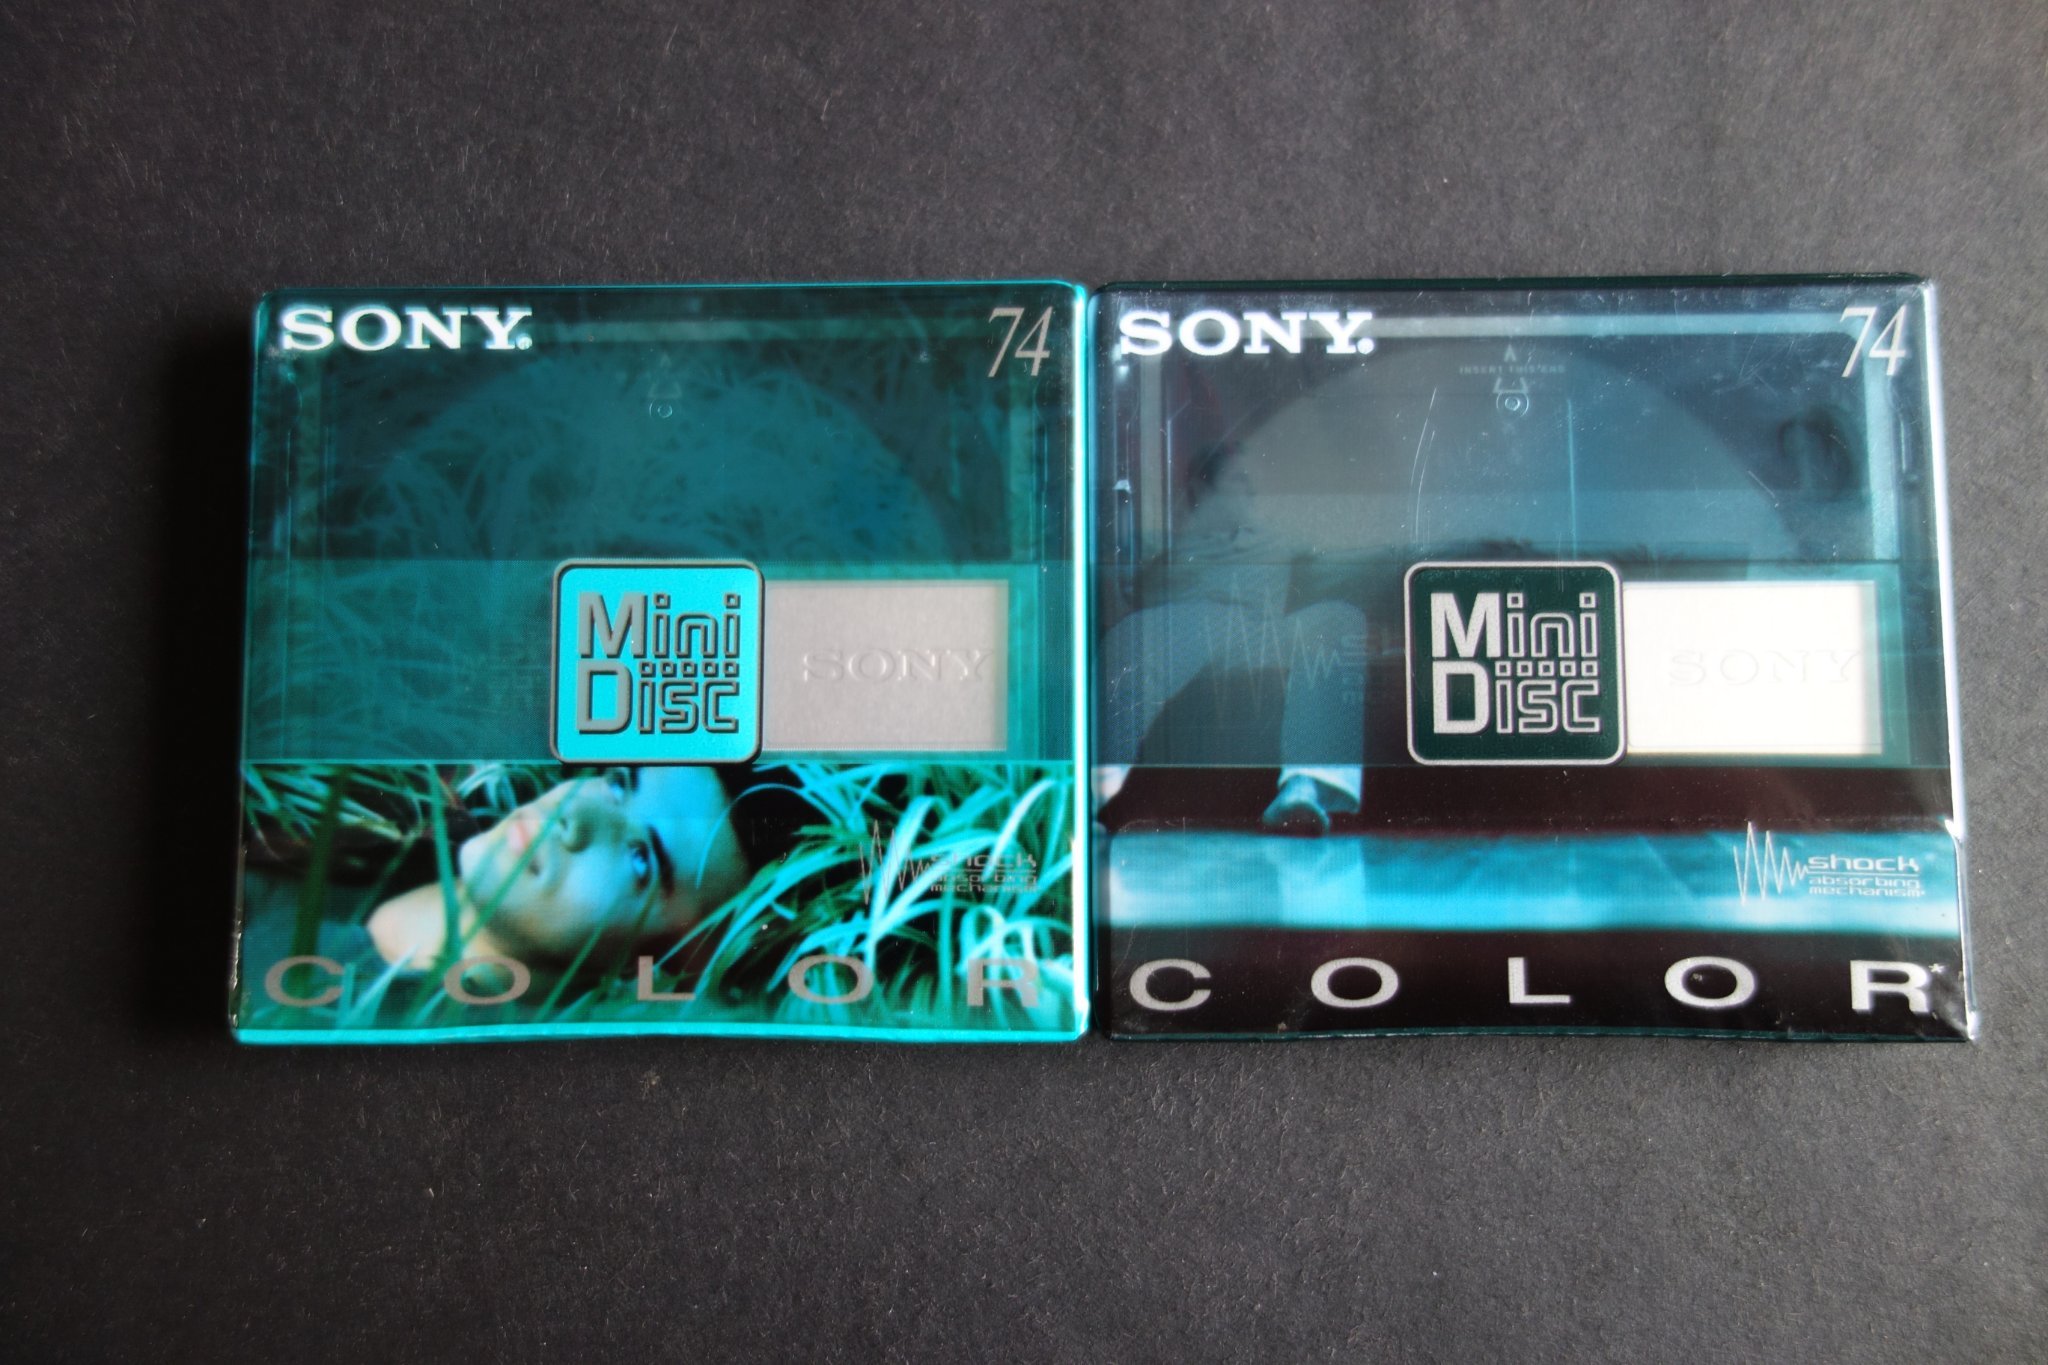 SONY®
74
Mini
Disc
SONY
shock
absorbing
mechanism
COLOR
SONY®
74
INSERT THIS END
Mini
Disc
SONY
shock
absorbing
mechanism
COLOR*